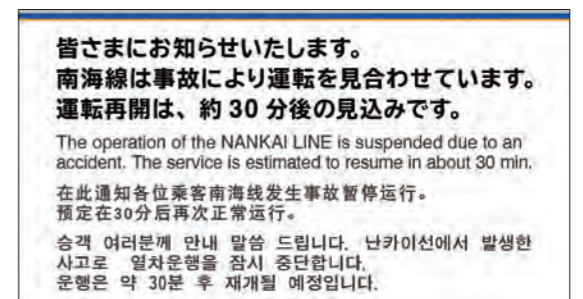 皆さまにお知らせいたします。
南海線は事故により運転を見合わせています。
運転再開は、約 30 分後の見込みです。
The operation of the NANKAI LINE is suspended due to an
accident. The service is estimated to resume in about 30 min.
在此通知各位乘客南海线发生事故暂停运行。
预定在30分后再次正常运行。
승객 여러분께 안내 말씀 드립니다. 난카이선에서 발생한
사고로 열차운행을 잠시 중단합니다.
운행은 약 30분 후 재개될 예정입니다.